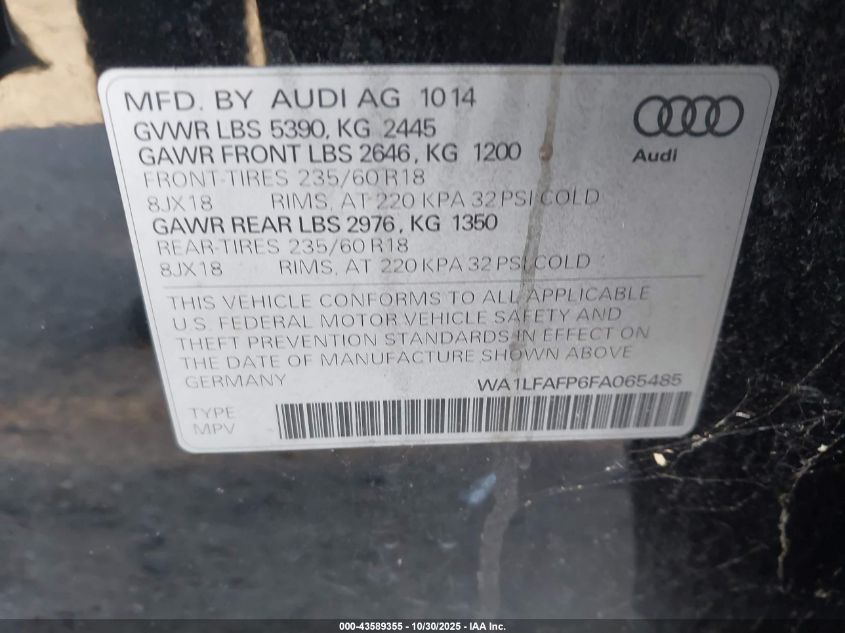 MFD. BY AUDI AG 1014
GVWR LBS 5390, KG 2445
GAWR FRONT LBS 2646, KG 1200
FRONT-TIRES 235/60 R18
8JX18 RIMS, AT 220 KPA 32 PSI COLD
GAWR REAR LBS 2976, KG 1350
REAR-TIRES 235/60 R18
8JX18 RIMS, AT 220 KPA 32 PSI COLD
Audi
THIS VEHICLE CONFORMS TO ALL APPLICABLE
U.S. FEDERAL MOTOR VEHICLE SAFETY AND
THEFT PREVENTION STANDARDS IN EFFECT ON
THE DATE OF MANUFACTURE SHOWN ABOVE
GERMANY WA1LFAFP6FA065485
TYPE
MPV
000-43589355 - 10/30/2025 - IAA Inc.